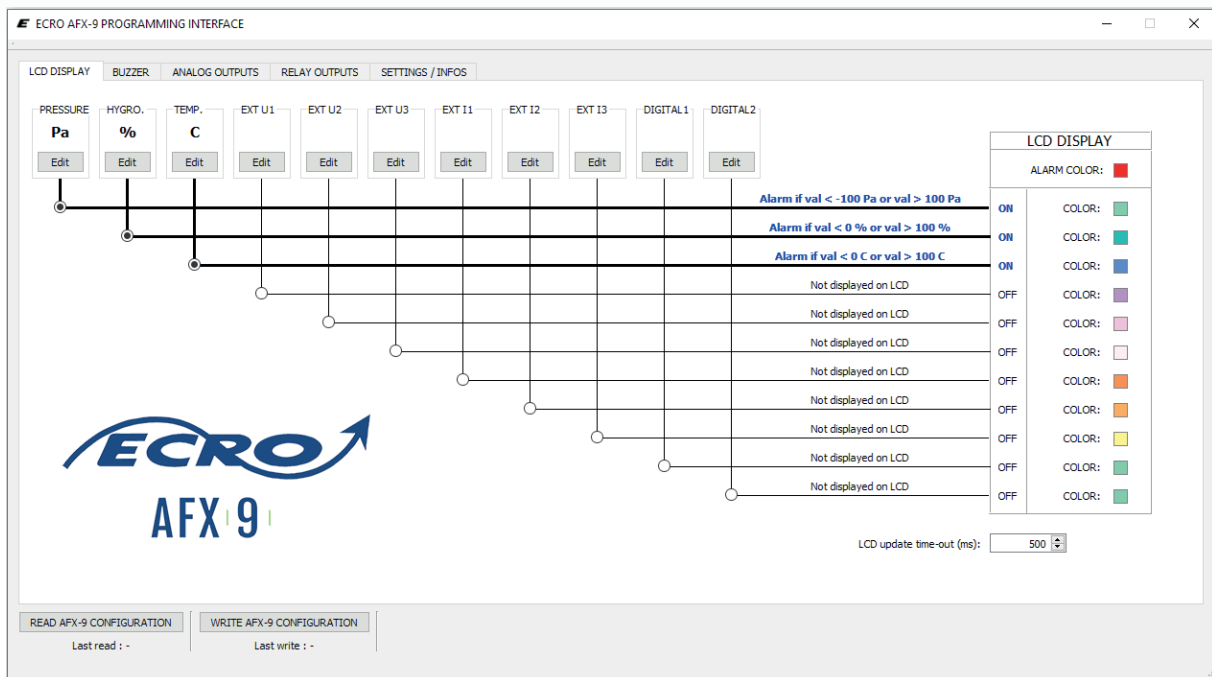 ECRO AFX-9 PROGRAMMING INTERFACE
LCD DISPLAY BUZZER ANALOG OUTPUTS RELAY OUTPUTS SETTINGS / INFOS
PRESSURE HYGRO. TEMP. EXT U1 EXT U2 EXT U3 EXT I1 EXT I2 EXT I3 DIGITAL1 DIGITAL2
Pa % C
Edit Edit Edit Edit Edit Edit Edit Edit Edit Edit Edit
LCD DISPLAY
ALARM COLOR:
Alarm if val < -100 Pa or val > 100 Pa ON COLOR:
Alarm if val < 0 % or val > 100 % ON COLOR:
Alarm if val < 0 C or val > 100 C ON COLOR:
Not displayed on LCD OFF COLOR:
Not displayed on LCD OFF COLOR:
Not displayed on LCD OFF COLOR:
Not displayed on LCD OFF COLOR:
Not displayed on LCD OFF COLOR:
Not displayed on LCD OFF COLOR:
Not displayed on LCD OFF COLOR:
Not displayed on LCD OFF COLOR:
ECRO
AFX 9
LCD update time-out (ms): 500
READ AFX-9 CONFIGURATION WRITE AFX-9 CONFIGURATION
Last read : - Last write : -